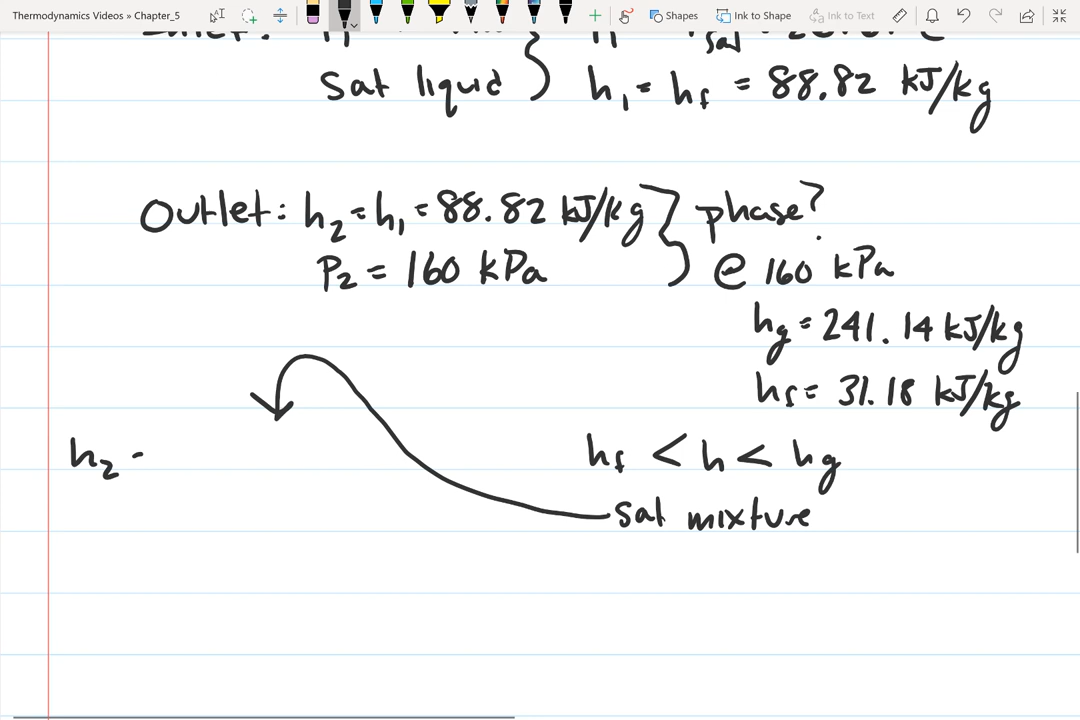 Thermodynamics Videos » Chapter_5
Shapes
Ink to Shape
Ink to Text
sat
sat liquid } h₁ = hf = 88.82 kJ/kg
Outlet: h₂ = h₁ = 88.82 kJ/kg } phase?
P₂ = 160 kPa
@ 160 kPa
hg = 241.14 kJ/kg
hf = 31.18 kJ/kg
h₂ -
hf < h < hg
sat mixture